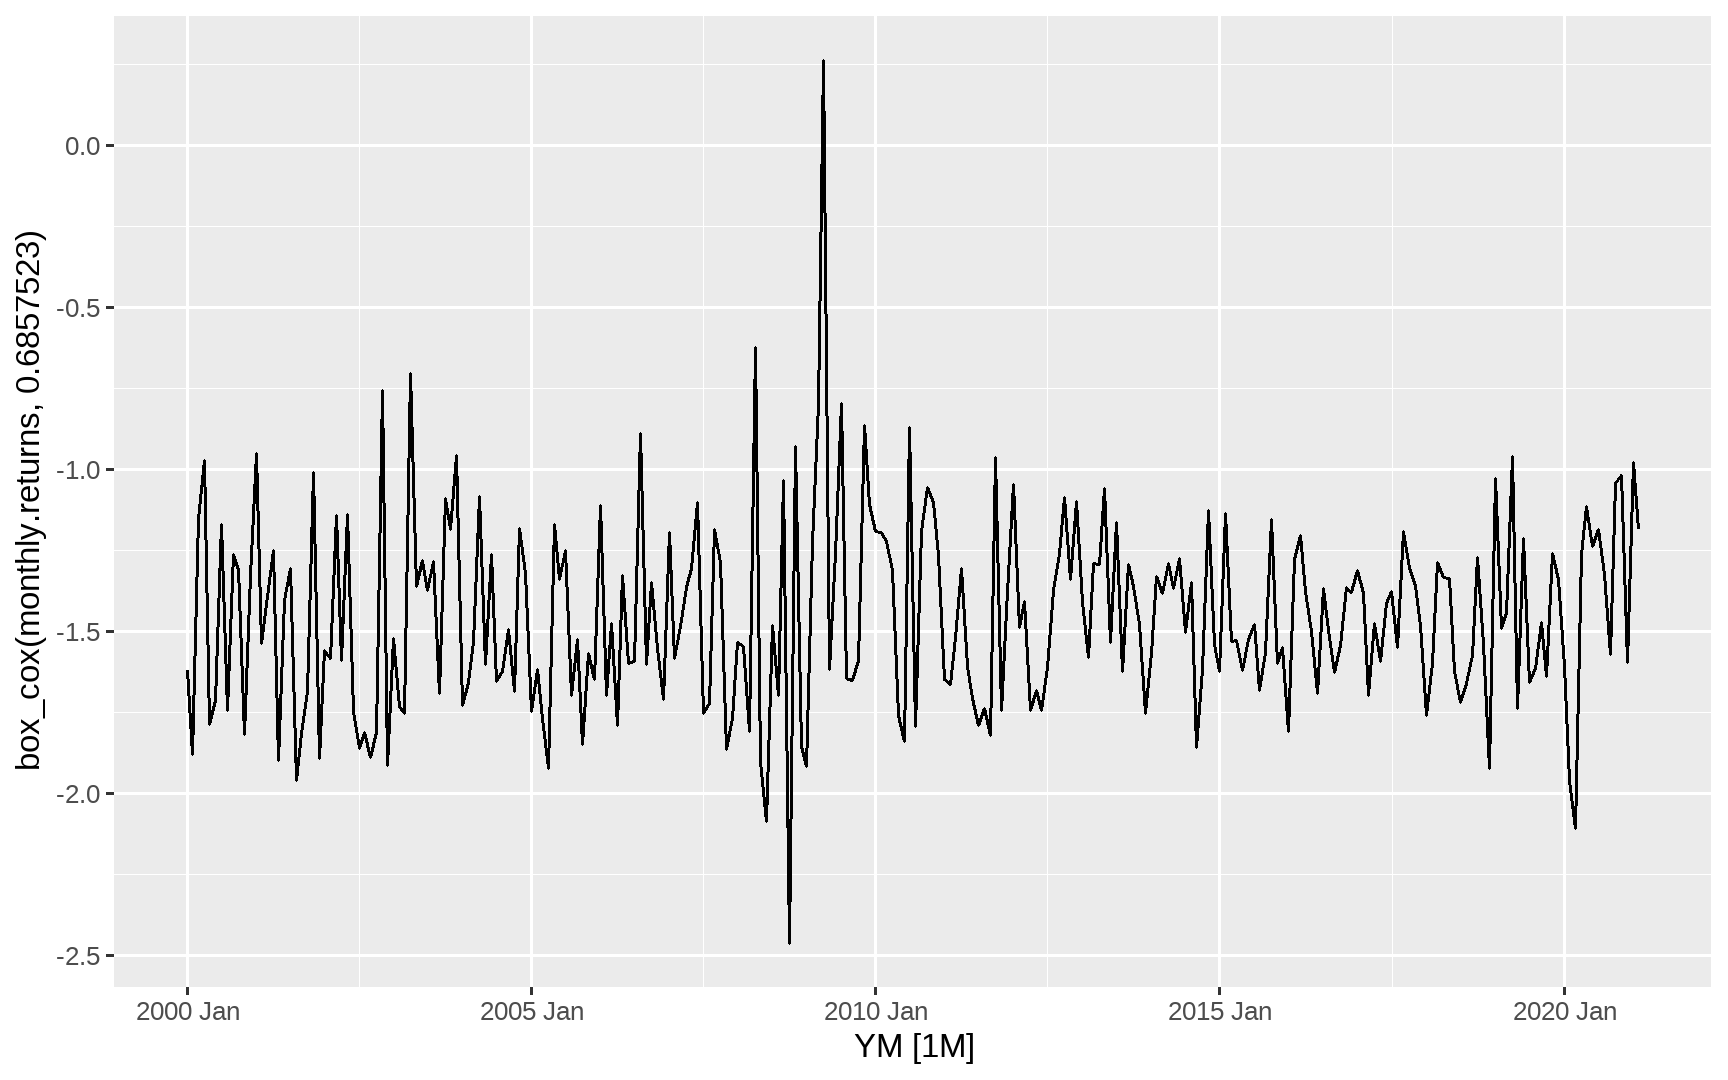 box_cox(monthly.returns, 0.6857523)
0.0
-0.5
-1.0
-1.5
-2.0
-2.5
2000 Jan
2005 Jan
2010 Jan
2015 Jan
2020 Jan
YM [1M]